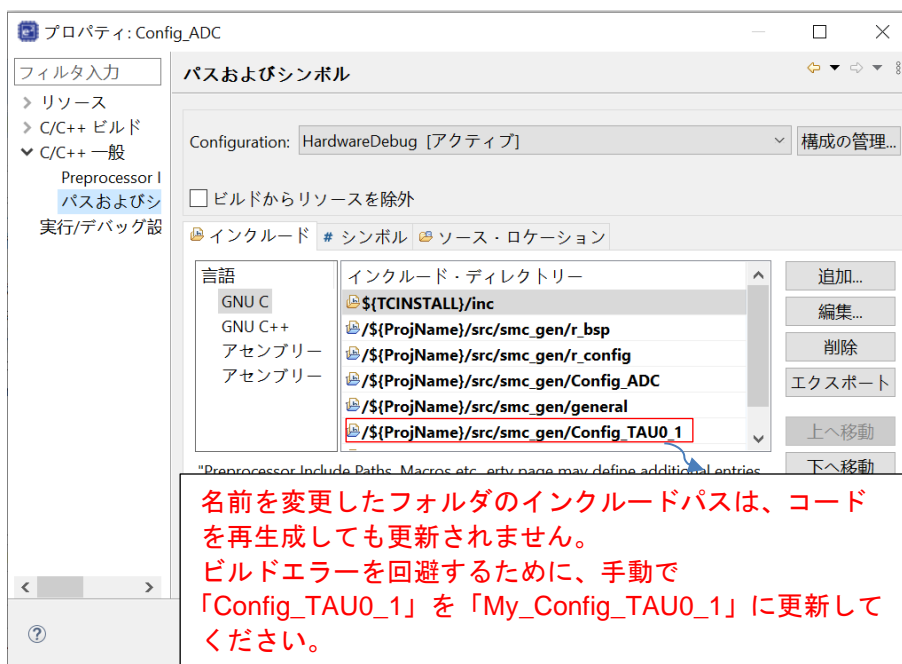 プロパティ: Config_ADC
フィルタ入力
パスおよびシンボル
リソース
C/C++ ビルド
C/C++ 一般
Preprocessor I
パスおよびシ
実行/デバッグ設
Configuration: HardwareDebug [アクティブ]
構成の管理...
ビルドからリソースを除外
インクルード # シンボル ソース・ロケーション
言語
GNU C
GNU C++
アセンブリー
アセンブリー
インクルード・ディレクトリー
${TCINSTALL}/inc
/${ProjName}/src/smc_gen/r_bsp
/${ProjName}/src/smc_gen/r_config
/${ProjName}/src/smc_gen/Config_ADC
/${ProjName}/src/smc_gen/general
/${ProjName}/src/smc_gen/Config_TAU0_1
追加...
編集...
削除
エクスポート
上へ移動
下へ移動
"Preprocessor Include Paths, Macros etc. erty page may define additional entries
名前を変更したフォルダのインクルードパスは、コード
を再生成しても更新されません。
ビルドエラーを回避するために、手動で
「Config_TAU0_1」を「My_Config_TAU0_1」に更新して
ください。